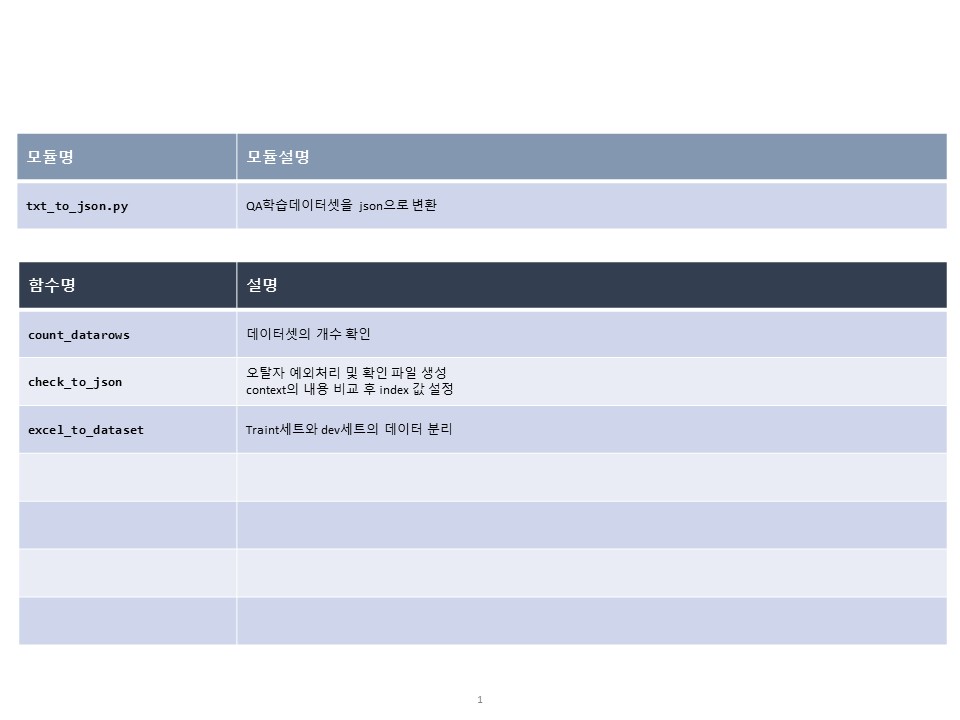 모듈명 모듈설명
txt_to_json.py QA학습데이터셋을 json으로 변환
함수명 설명
count_datarows 데이터셋의 개수 확인
check_to_json 오탈자 예외처리 및 확인 파일 생성
context의 내용 비교 후 index 값 설정
excel_to_dataset Traint세트와 dev세트의 데이터 분리
1